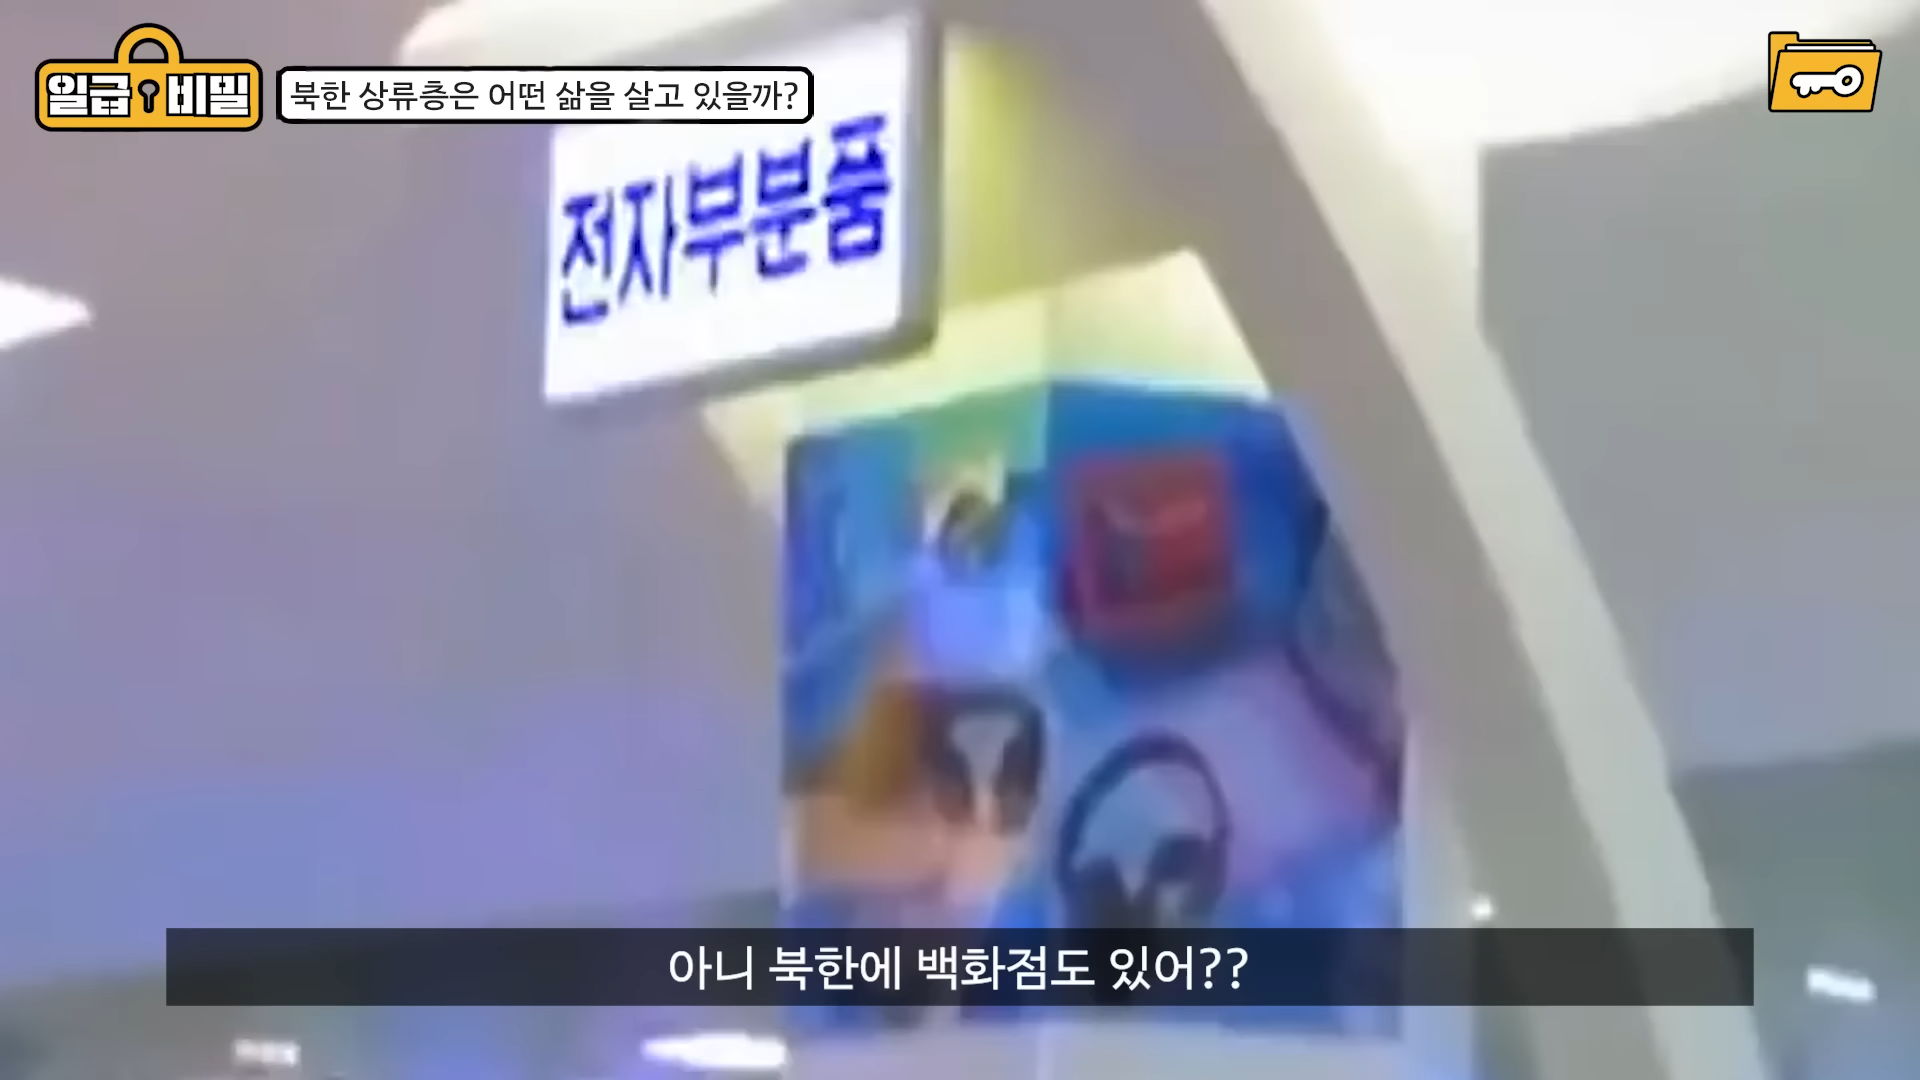 일급비밀
북한 상류층은 어떤 삶을 살고 있을까?
전자부분품
아니 북한에 백화점도 있어??